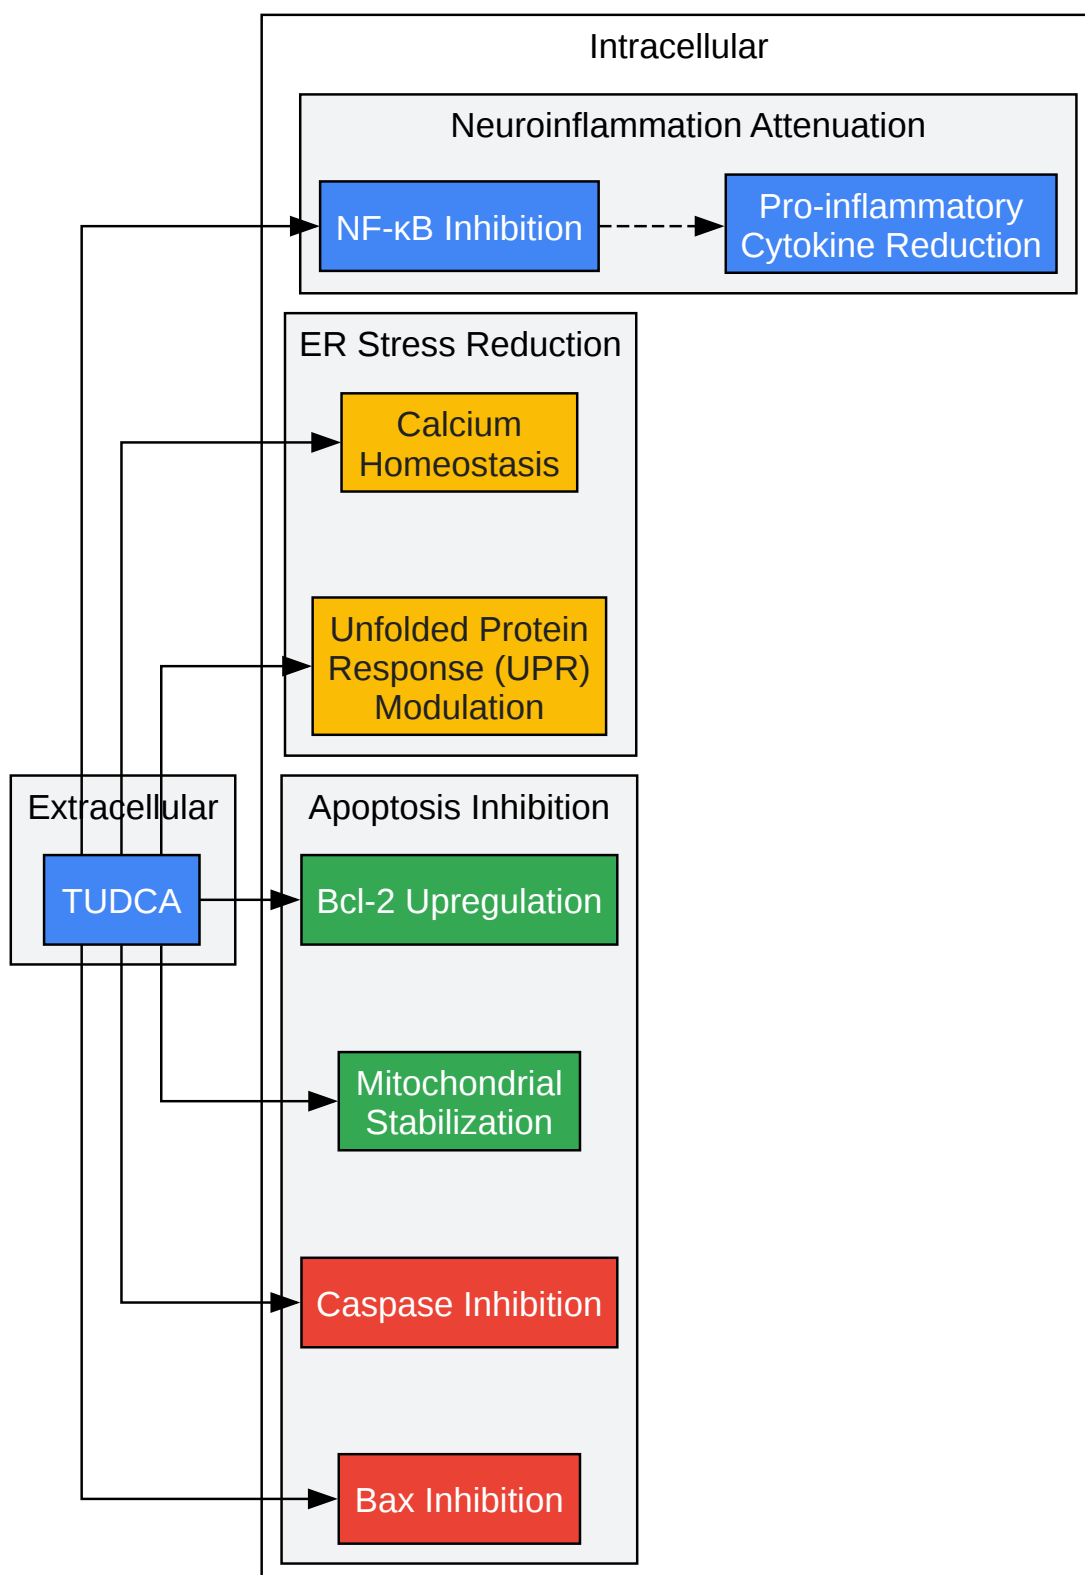 Intracellular
Neuroinflammation Attenuation
NF-κB Inhibition
Pro-inflammatory
Cytokine Reduction
ER Stress Reduction
Calcium
Homeostasis
Unfolded Protein
Response (UPR)
Modulation
Extracellular
TUDCA
Apoptosis Inhibition
Bcl-2 Upregulation
Mitochondrial
Stabilization
Caspase Inhibition
Bax Inhibition